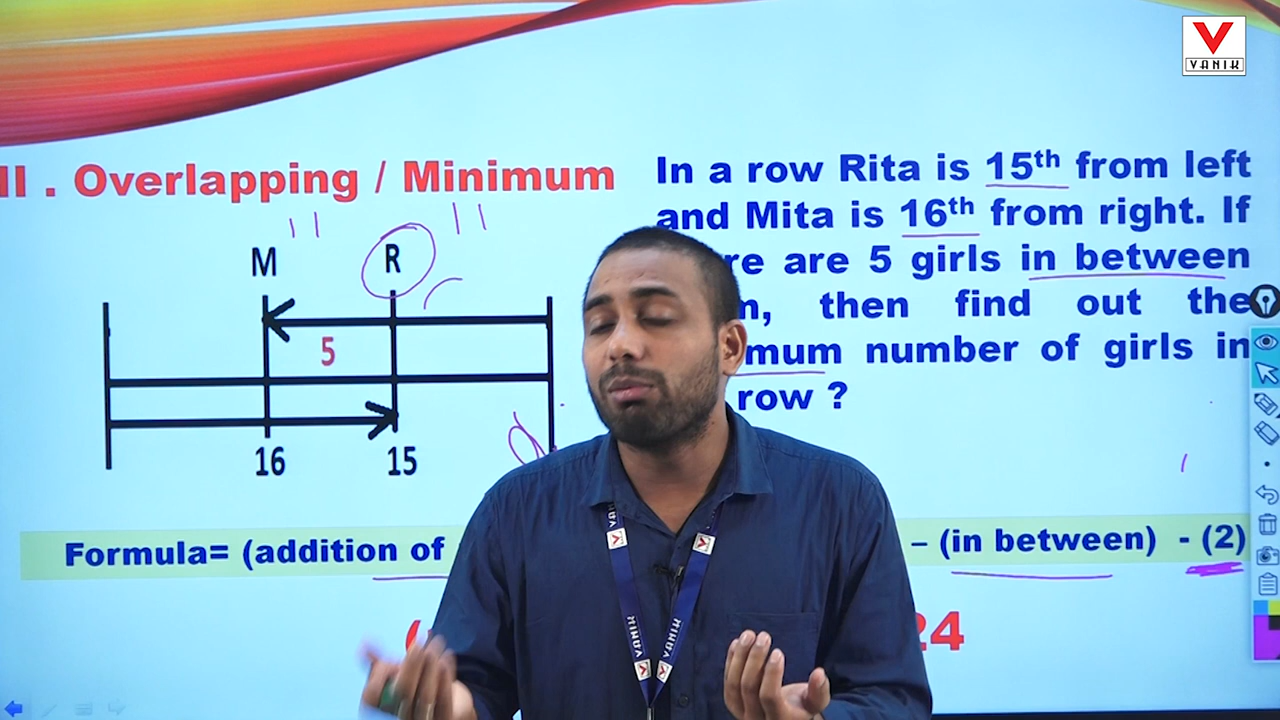 V
VANIK
II . Overlapping / Minimum
In a row Rita is 15th from left
and Mita is 16th from right. If
re are 5 girls in between
m, then find out the
mum number of girls in
row ?
M
R
5
16
15
Formula= (addition of – (in between) - (2)
24
VANIK
VANIK